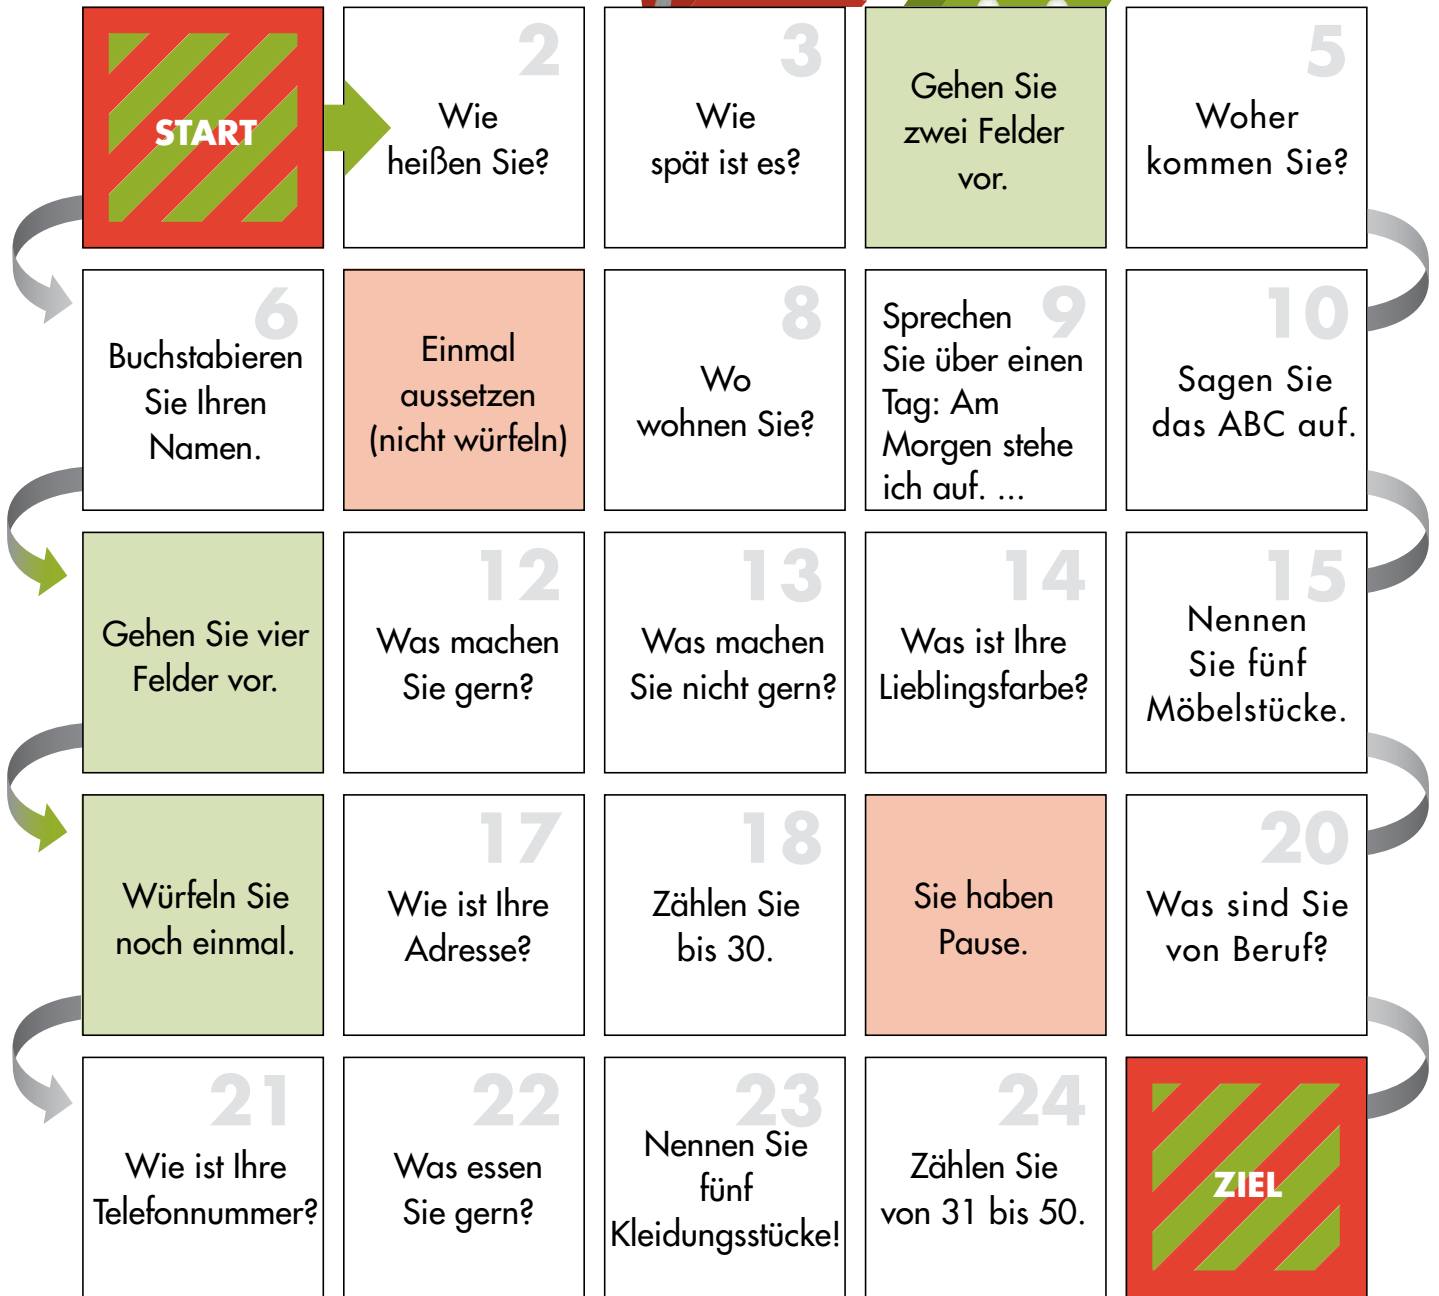 START
2
Wie
heißen Sie?
3
Wie
spät ist es?
Gehen Sie
zwei Felder
vor.
5
Woher
kommen Sie?
6
Buchstabieren
Sie Ihren
Namen.
Einmal
aussetzen
(nicht würfeln)
8
Wo
wohnen Sie?
9
Sprechen
Sie über einen
Tag: Am
Morgen stehe
ich auf. ...
10
Sagen Sie
das ABC auf.
Gehen Sie vier
Felder vor.
12
Was machen
Sie gern?
13
Was machen
Sie nicht gern?
14
Was ist Ihre
Lieblingsfarbe?
15
Nennen
Sie fünf
Möbelstücke.
Würfeln Sie
noch einmal.
17
Wie ist Ihre
Adresse?
18
Zählen Sie
bis 30.
Sie haben
Pause.
20
Was sind Sie
von Beruf?
21
Wie ist Ihre
Telefonnummer?
22
Was essen
Sie gern?
23
Nennen Sie
fünf
Kleidungsstücke!
24
Zählen Sie
von 31 bis 50.
ZIEL